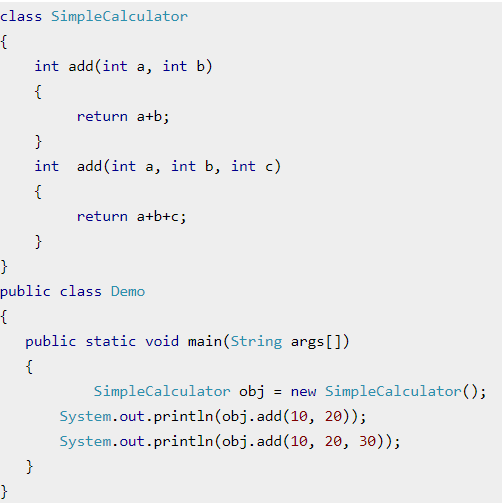 class SimpleCalculator
{
    int add(int a, int b)
    {
         return a+b;
    }
    int  add(int a, int b, int c)
    {
         return a+b+c;
    }
}
public class Demo
{
   public static void main(String args[])
   {
           SimpleCalculator obj = new SimpleCalculator();
       System.out.println(obj.add(10, 20));
       System.out.println(obj.add(10, 20, 30));
   }
}